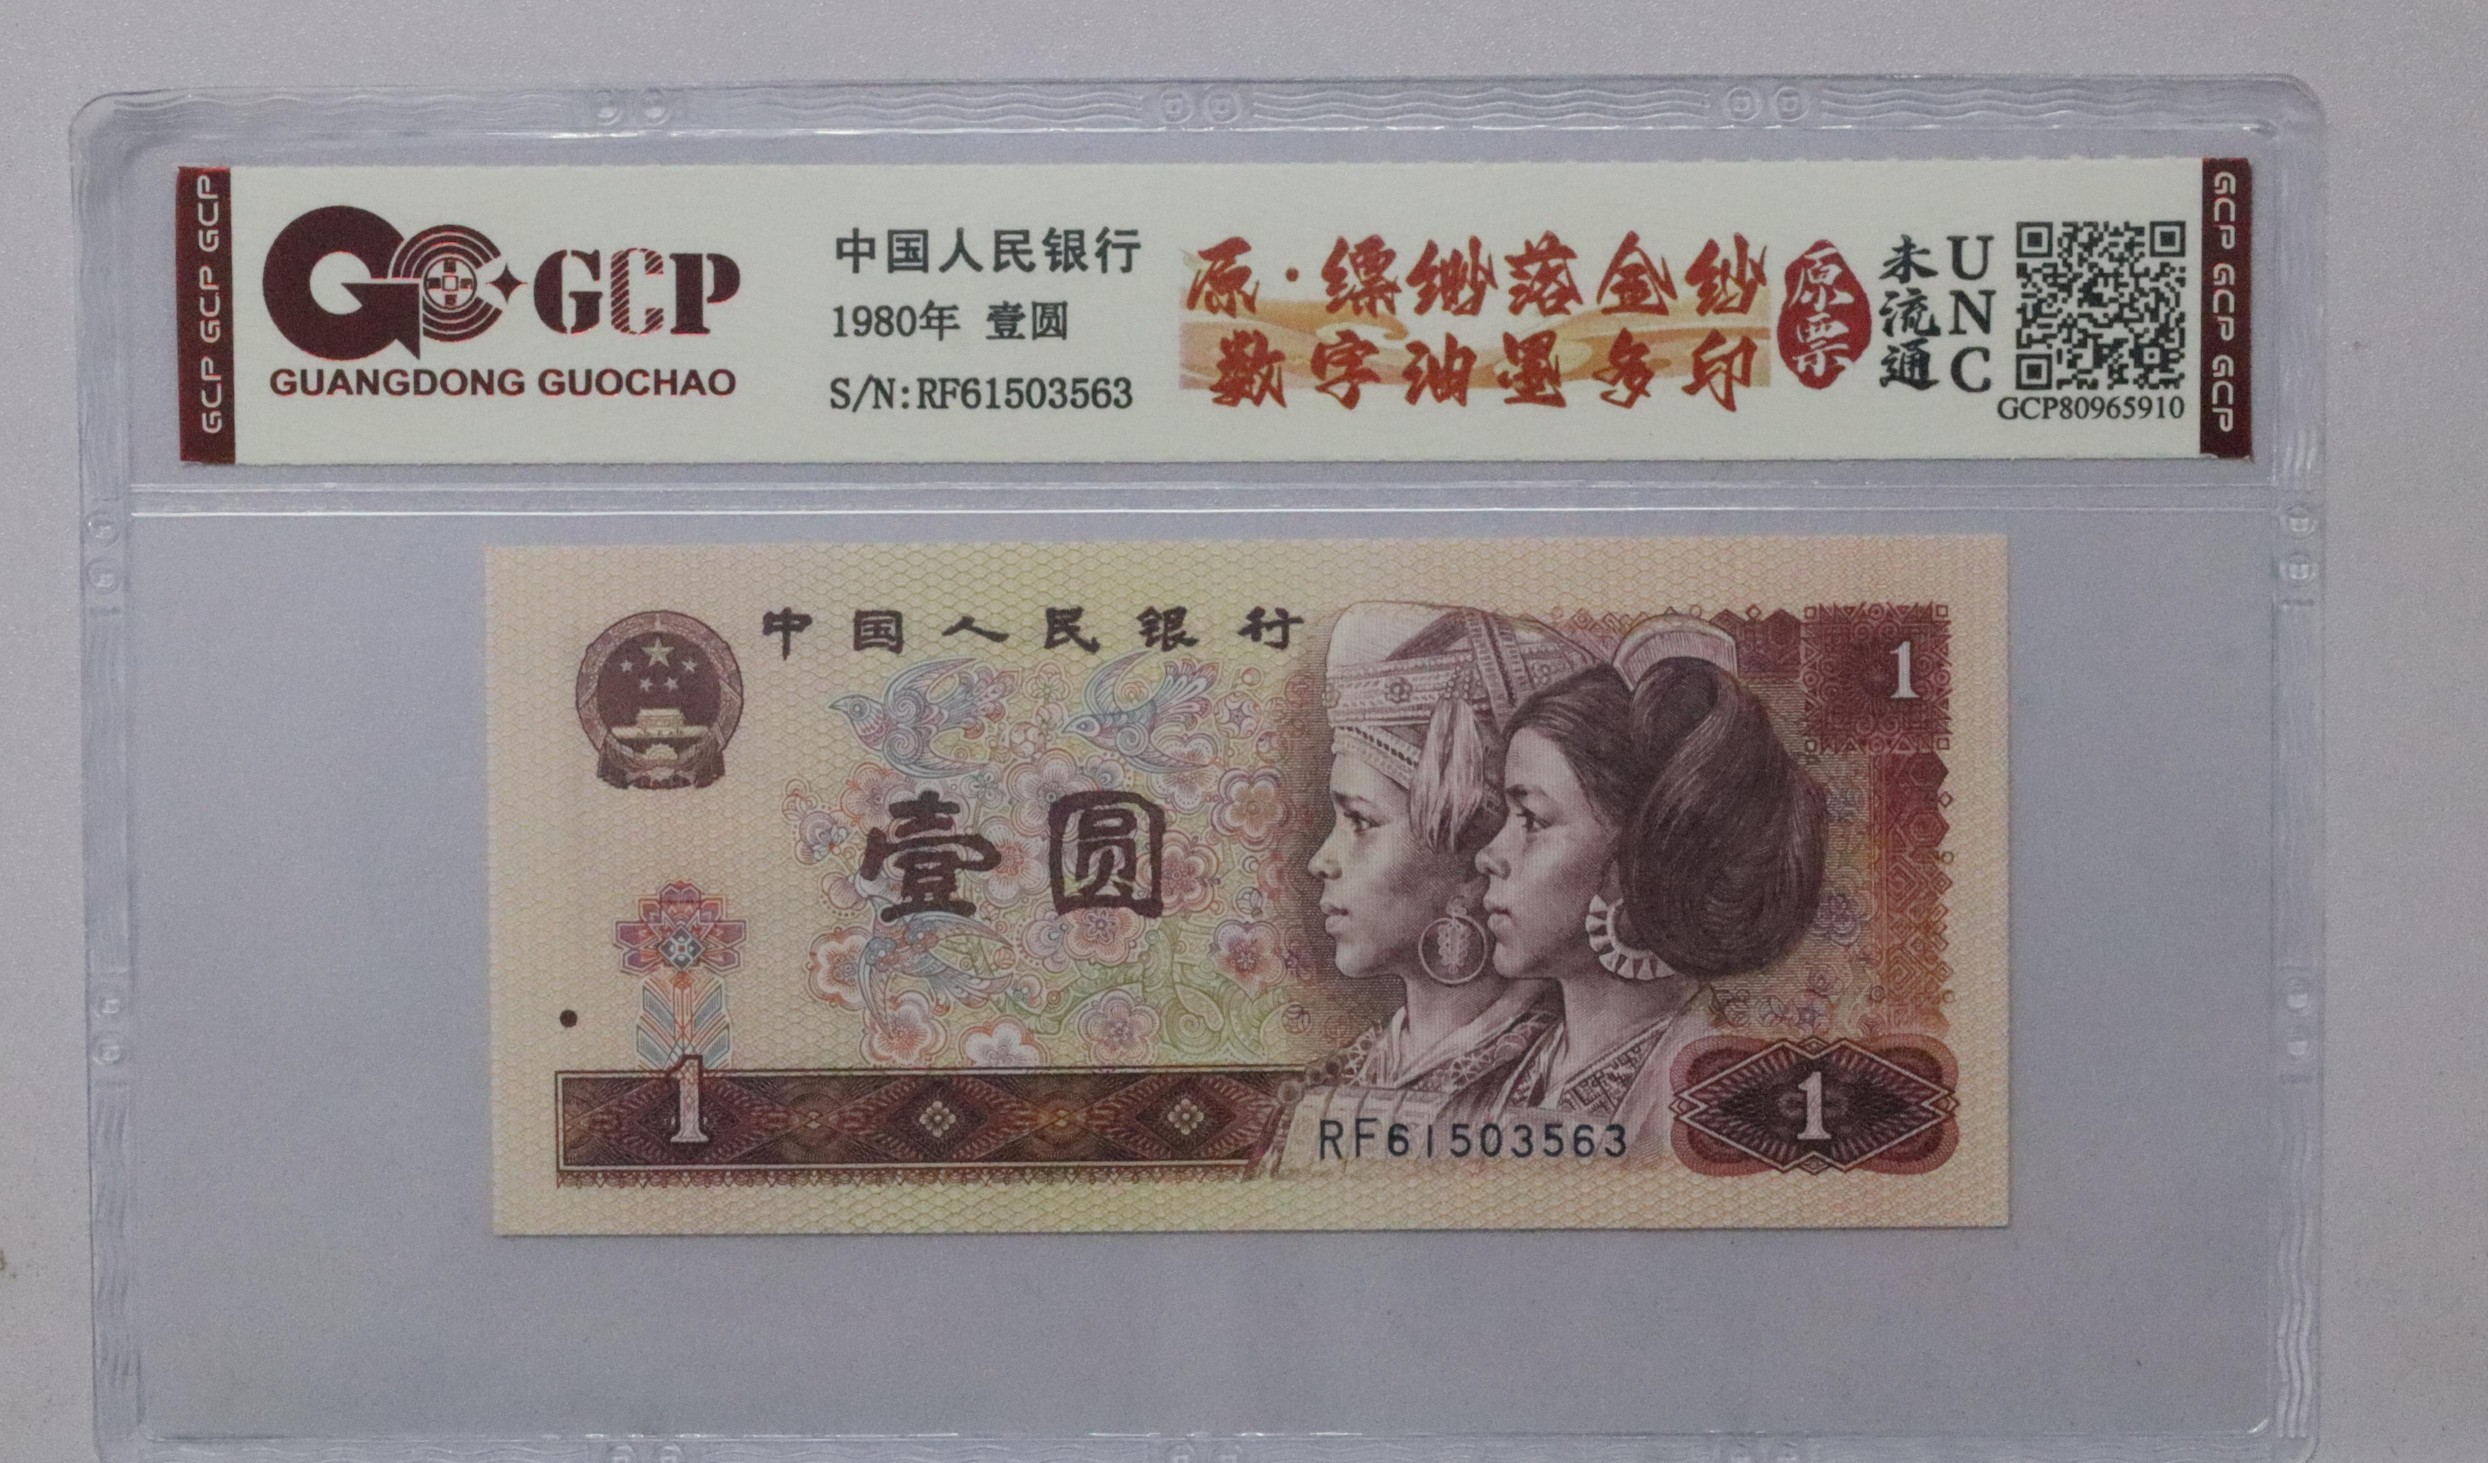 GCP GCP GCP GCP
GCP
GUANGDONG GUOCHAO
中国人民银行
1980年 壹圆
S/N:RF61503563
原·缥缈落金纱
数字油墨多印
原票
未流通
UNC
GCP80965910
GCP GCP GCP GCP
中国人民银行
1
壹圆
1
RF61503563
1